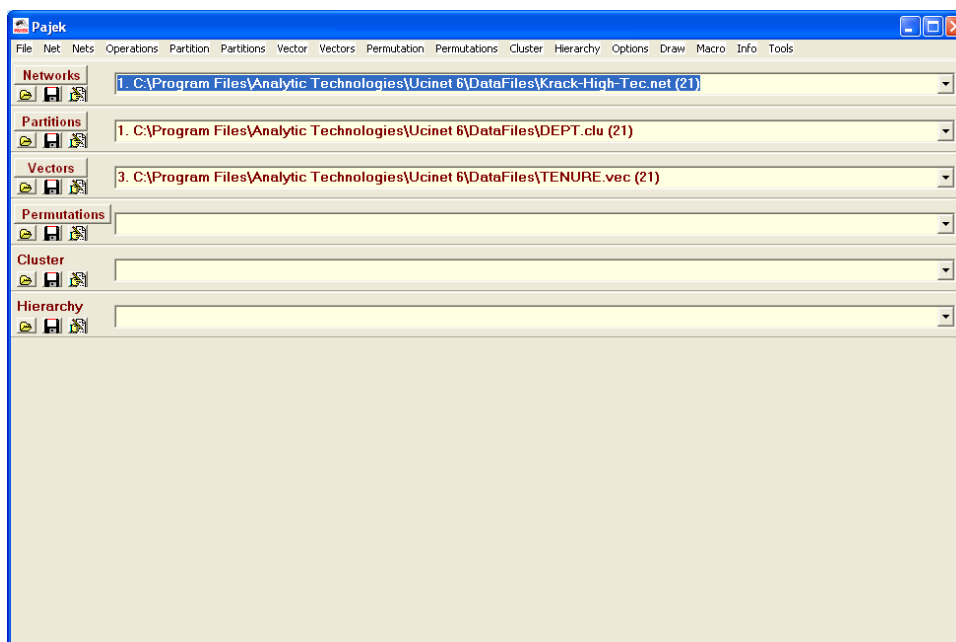 Pajek
File Net Nets Operations Partition Partitions Vector Vectors Permutation Permutations Cluster Hierarchy Options Draw Macro Info Tools
Networks
1. C:\Program Files\Analytic Technologies\Ucinet 6\DataFiles\Krack-High-Tec.net (21)
Partitions
1. C:\Program Files\Analytic Technologies\Ucinet 6\DataFiles\DEPT.clu (21)
Vectors
3. C:\Program Files\Analytic Technologies\Ucinet 6\DataFiles\TENURE.vec (21)
Permutations
Cluster
Hierarchy